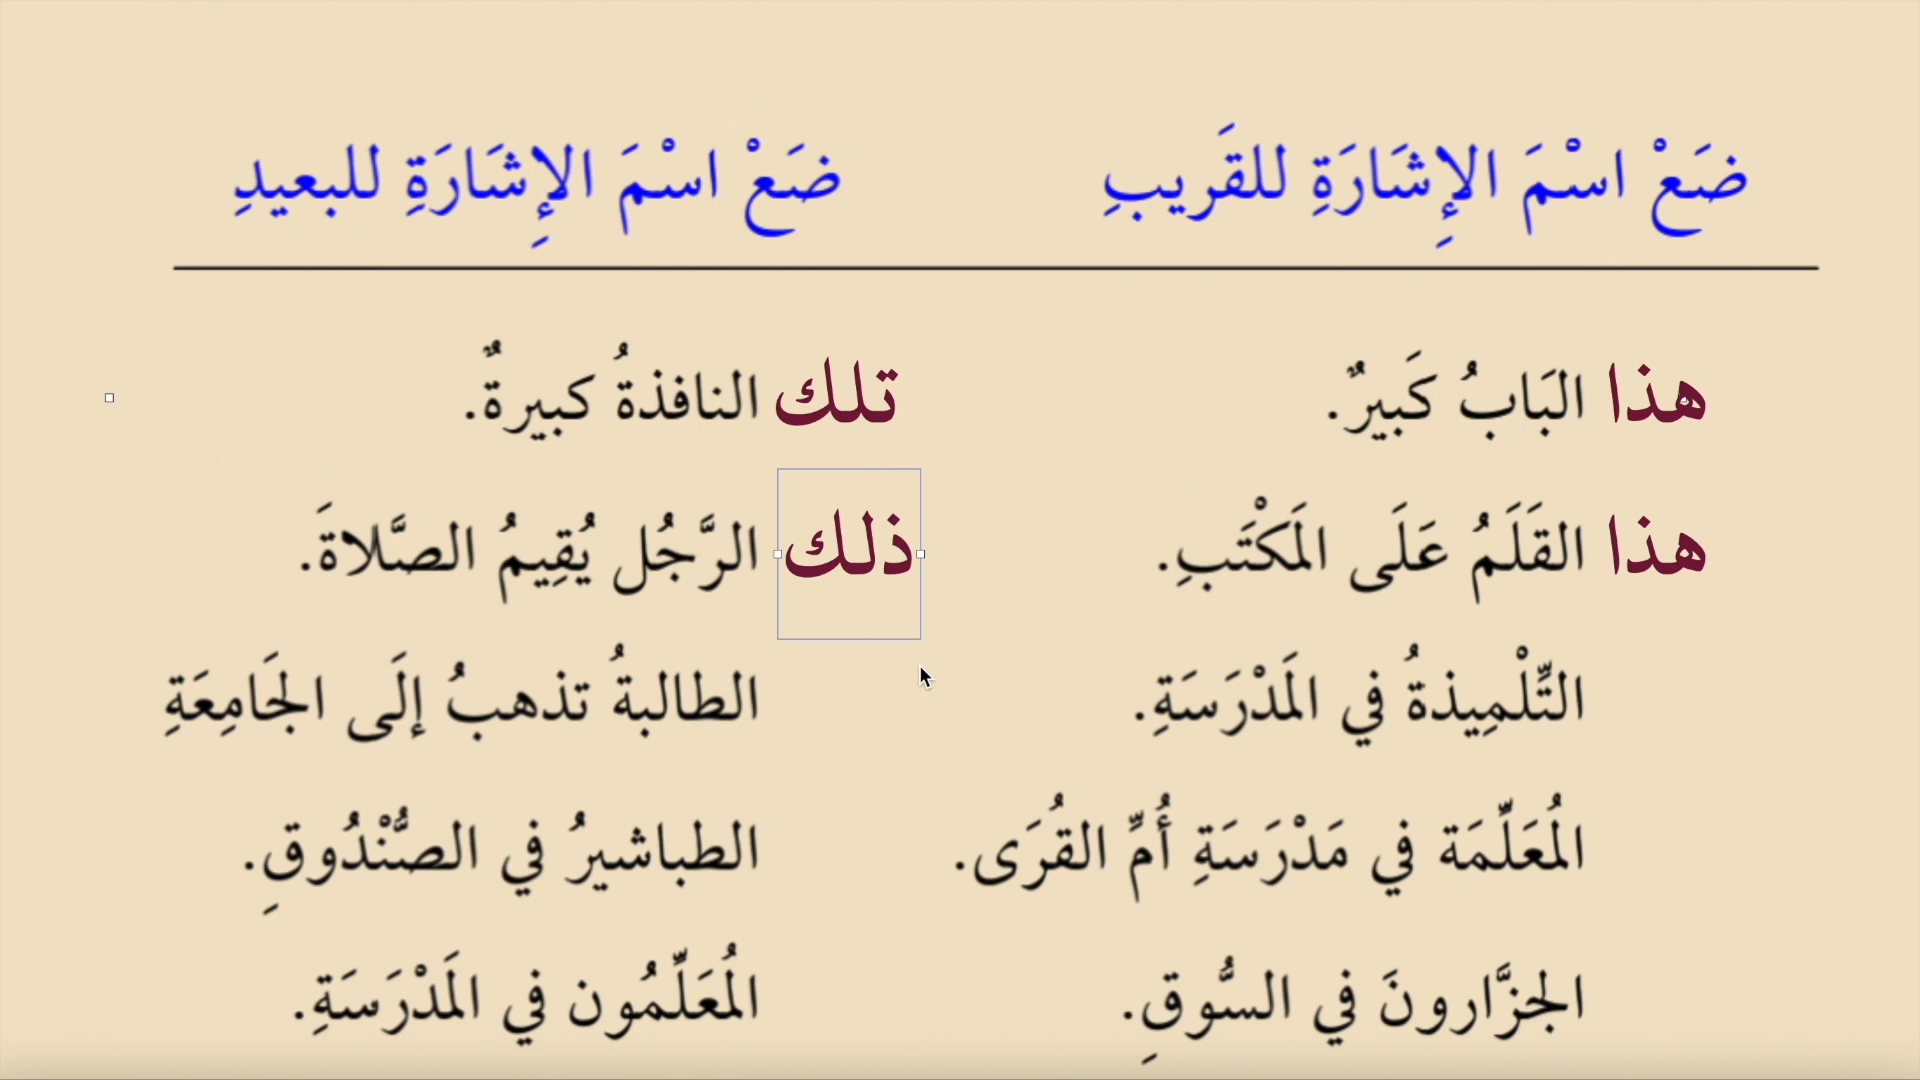 ضَعْ اسْمَ الإِشَارَةِ للقَريبِ
ضَعْ اسْمَ الإِشَارَةِ للبعيدِ
هذا البَابُ كَبيرٌ.
تلك النافذةُ كبيرةٌ.
هذا القَلَمُ عَلَى المَكْتَبِ.
ذلك الرَّجُل يُقِيمُ الصَّلاةَ.
التِّلْمِيذةُ في المَدْرَسَةِ.
الطالبةُ تذهبُ إلَى الجَامِعَةِ
المُعَلِّمَة في مَدْرَسَةِ أُمِّ القُرَى.
الطباشيرُ في الصُّنْدُوقِ.
الجزَّارونَ في السُّوقِ.
المُعَلِّمُون في المَدْرَسَةِ.